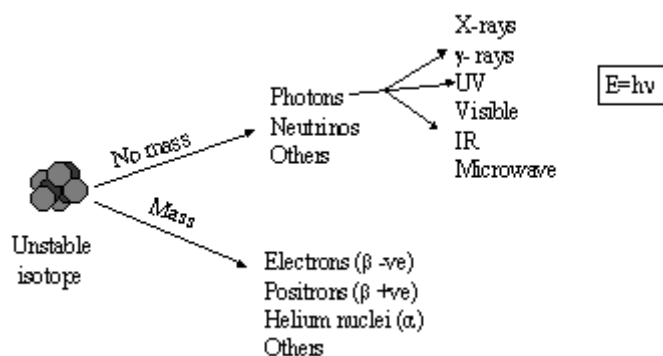 X-rays
γ- rays
UV
Visible
IR
Microwave
E=hν
Photons
Neutrinos
Others
No mass
Mass
Unstable
isotope
Electrons (β -ve)
Positrons (β +ve)
Helium nuclei (α)
Others